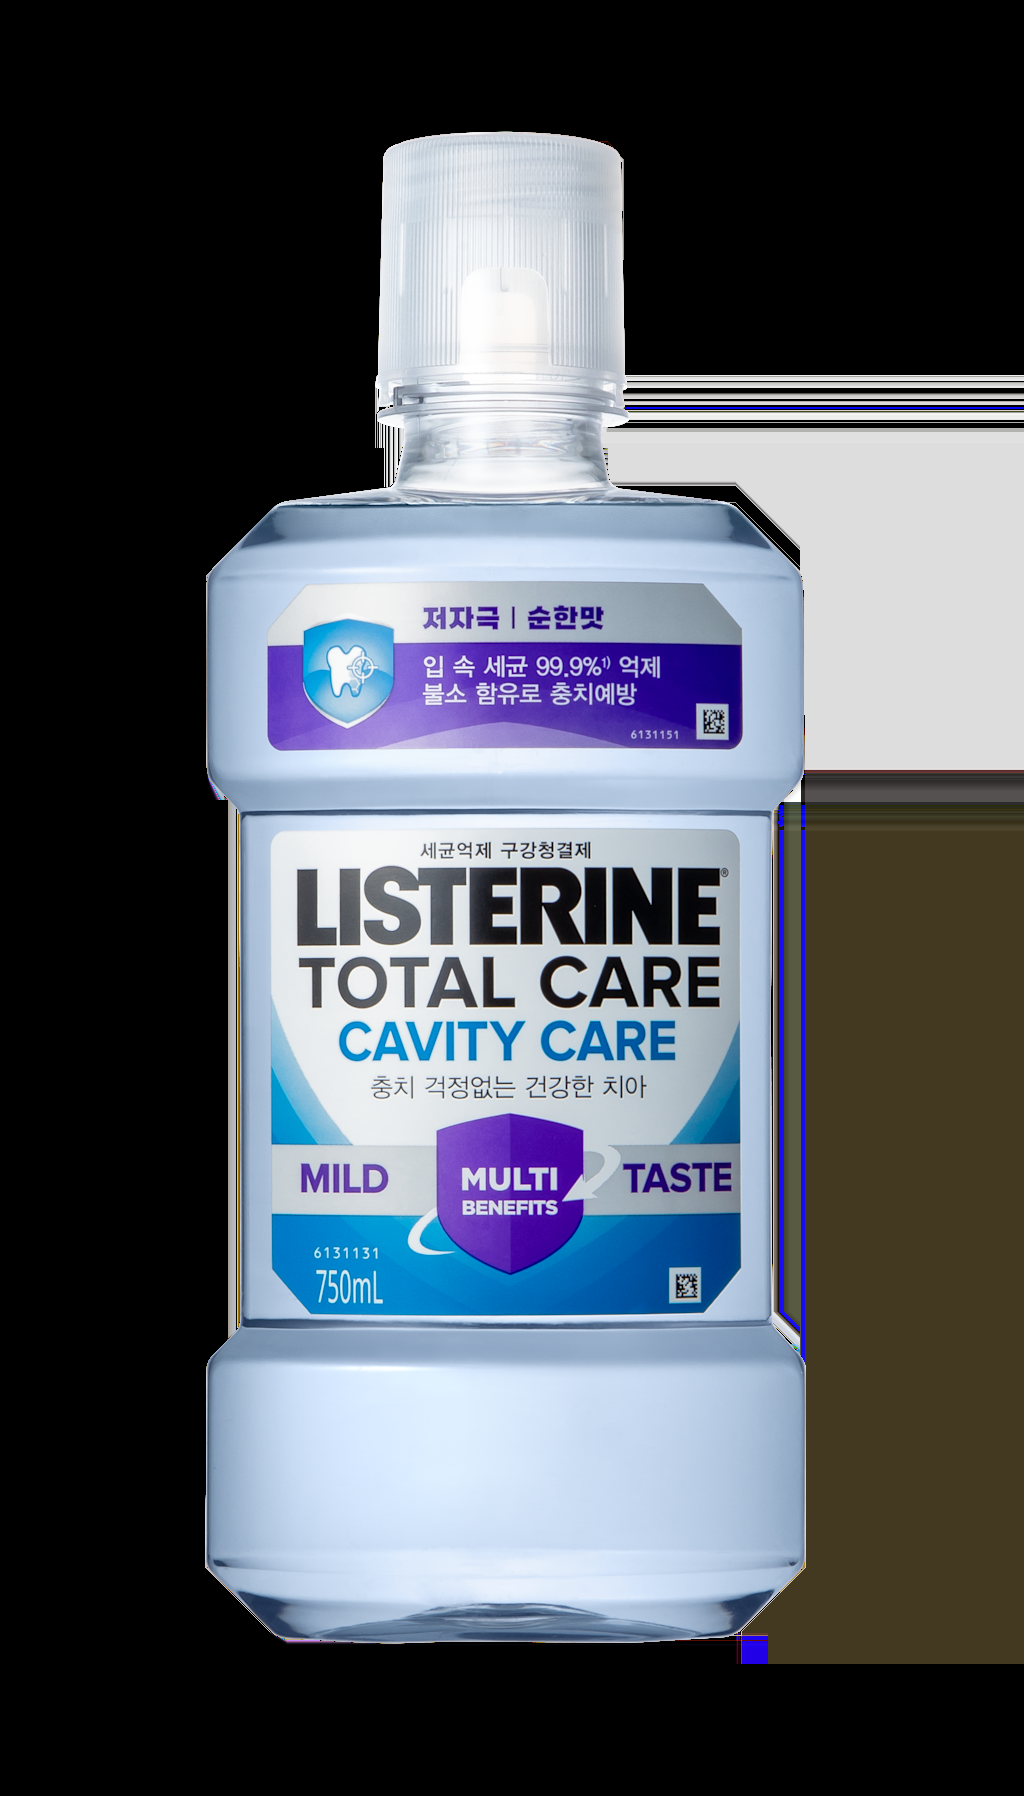 저자극 | 순한맛
입 속 세균 99.9%¹⁾ 억제
불소 함유로 충치예방
6131151
세균억제 구강청결제
LISTERINE®
TOTAL CARE
CAVITY CARE
충치 걱정없는 건강한 치아
MILD
MULTI
BENEFITS
TASTE
6131131
750mL